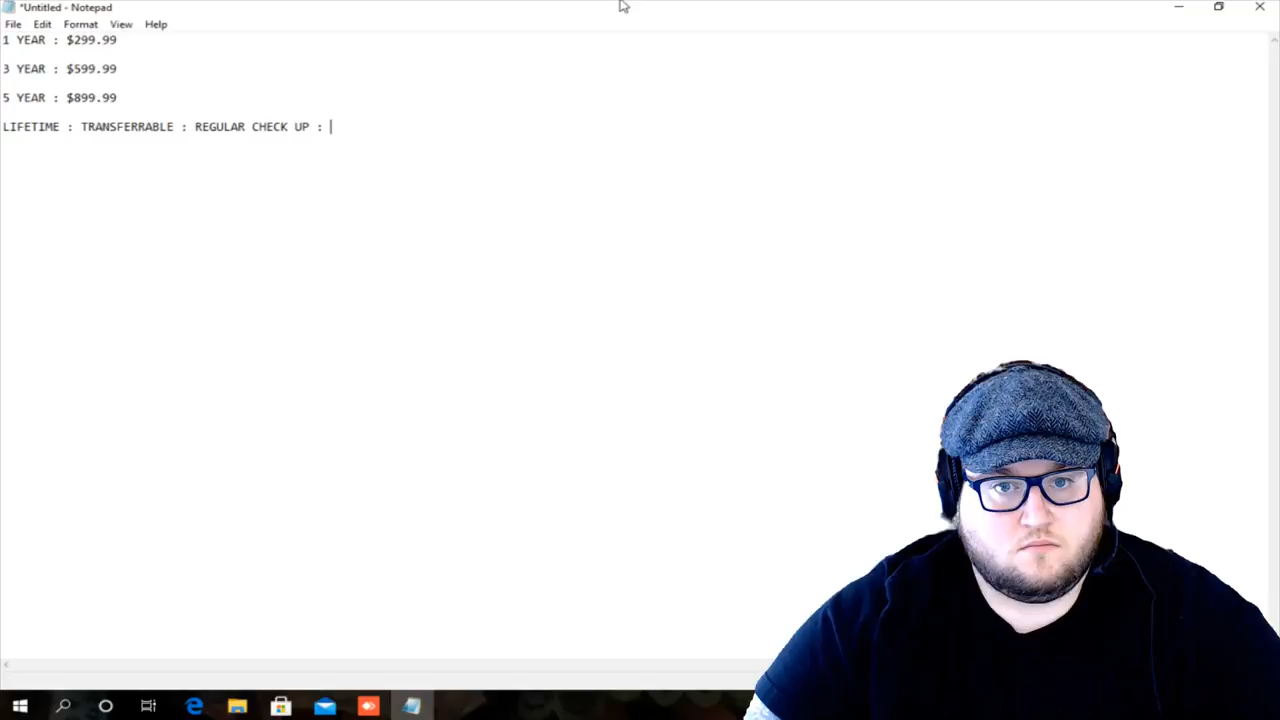 *Untitled - Notepad
File Edit Format View Help
1 YEAR : $299.99
3 YEAR : $599.99
5 YEAR : $899.99
LIFETIME : TRANSFERRABLE : REGULAR CHECK UP :